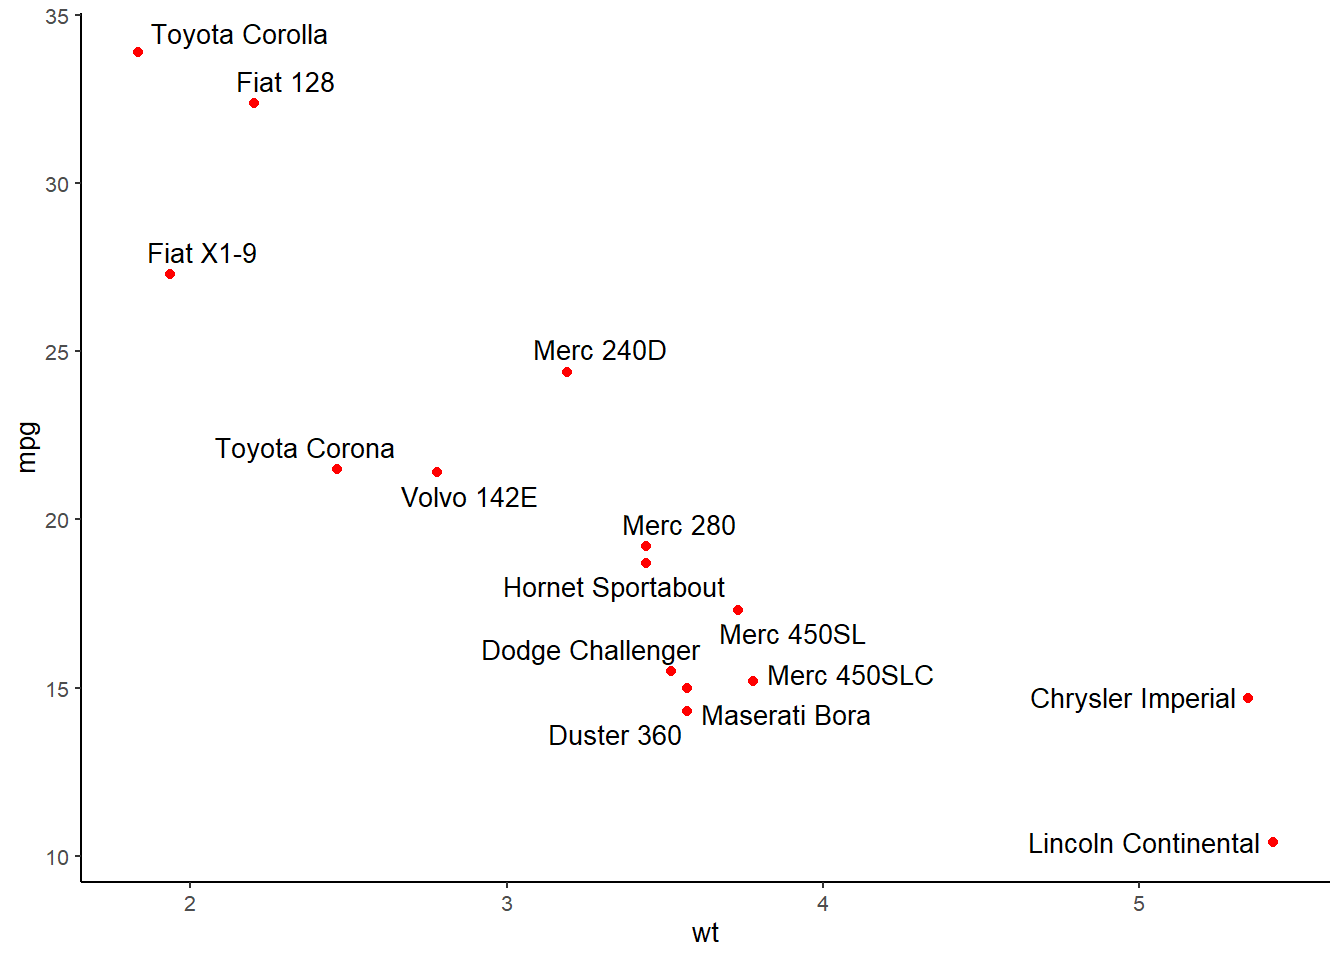 35
Toyota Corolla
Fiat 128
30
Fiat X1-9
25
Merc 240D
mpg
Toyota Corona
Volvo 142E
20
Merc 280
Hornet Sportabout
Merc 450SL
Dodge Challenger
Merc 450SLC
15
Chrysler Imperial
Maserati Bora
Duster 360
Lincoln Continental
10
2 3 4 5
wt